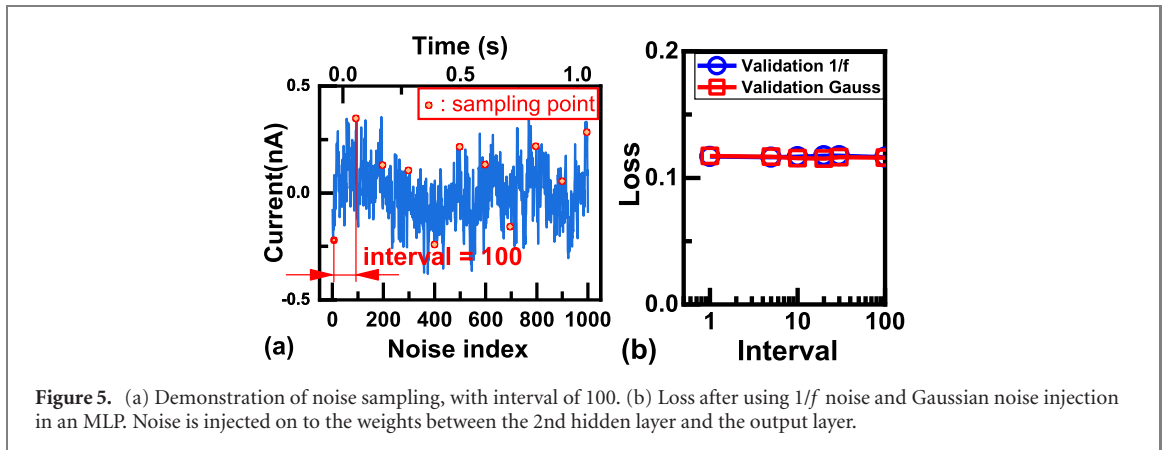 Time (s)
0.0 0.5 1.0
0.5
0.0
-0.5
Current(nA)
: sampling point
interval = 100
0 200 400 600 800 1000
Noise index
(a)
0.2
0.1
0.0
Loss
Validation 1/f
Validation Gauss
1 10 100
Interval
(b)
Figure 5. (a) Demonstration of noise sampling, with interval of 100. (b) Loss after using 1/f noise and Gaussian noise injection
in an MLP. Noise is injected on to the weights between the 2nd hidden layer and the output layer.